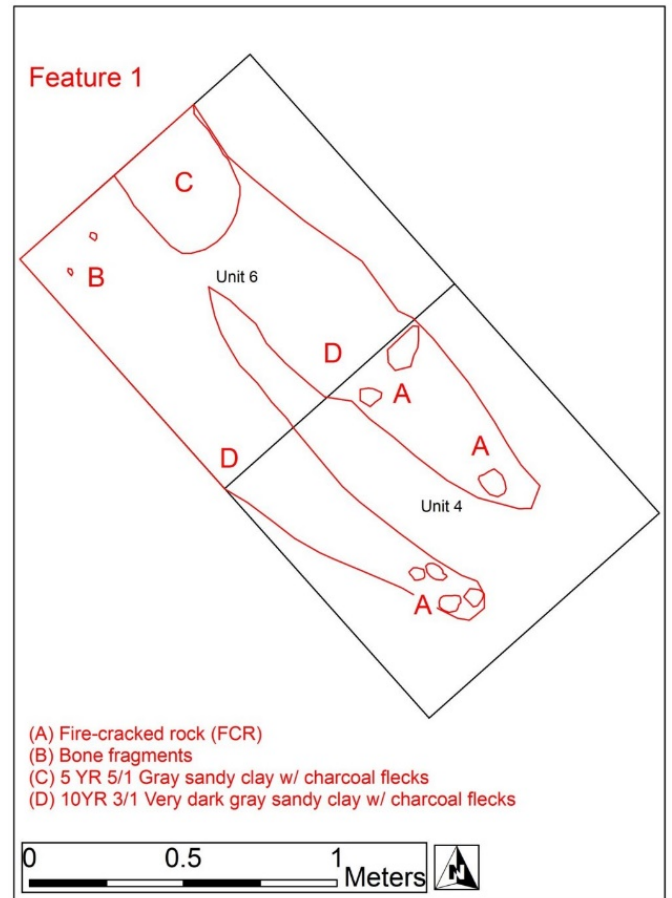 Feature 1
C
B
Unit 6
D
A
A
D
Unit 4
A
(A) Fire-cracked rock (FCR)
(B) Bone fragments
(C) 5 YR 5/1 Gray sandy clay w/ charcoal flecks
(D) 10YR 3/1 Very dark gray sandy clay w/ charcoal flecks
0 0.5 1
Meters
N